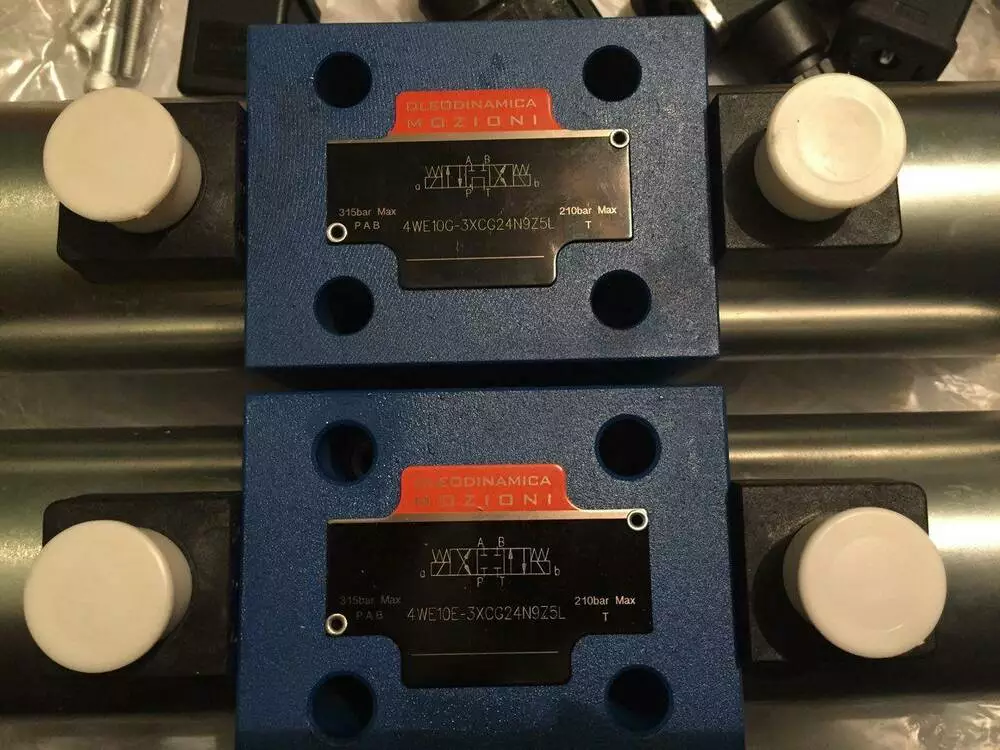 OLEODINAMICA
MOZIONI
A B
a b
P T
315bar Max 210bar Max
P A B 4WE10G-3XCG24N9Z5L T
OLEODINAMICA
MOZIONI
A B
a b
P T
315bar Max 210bar Max
P A B 4WE10E-3XCG24N9Z5L T